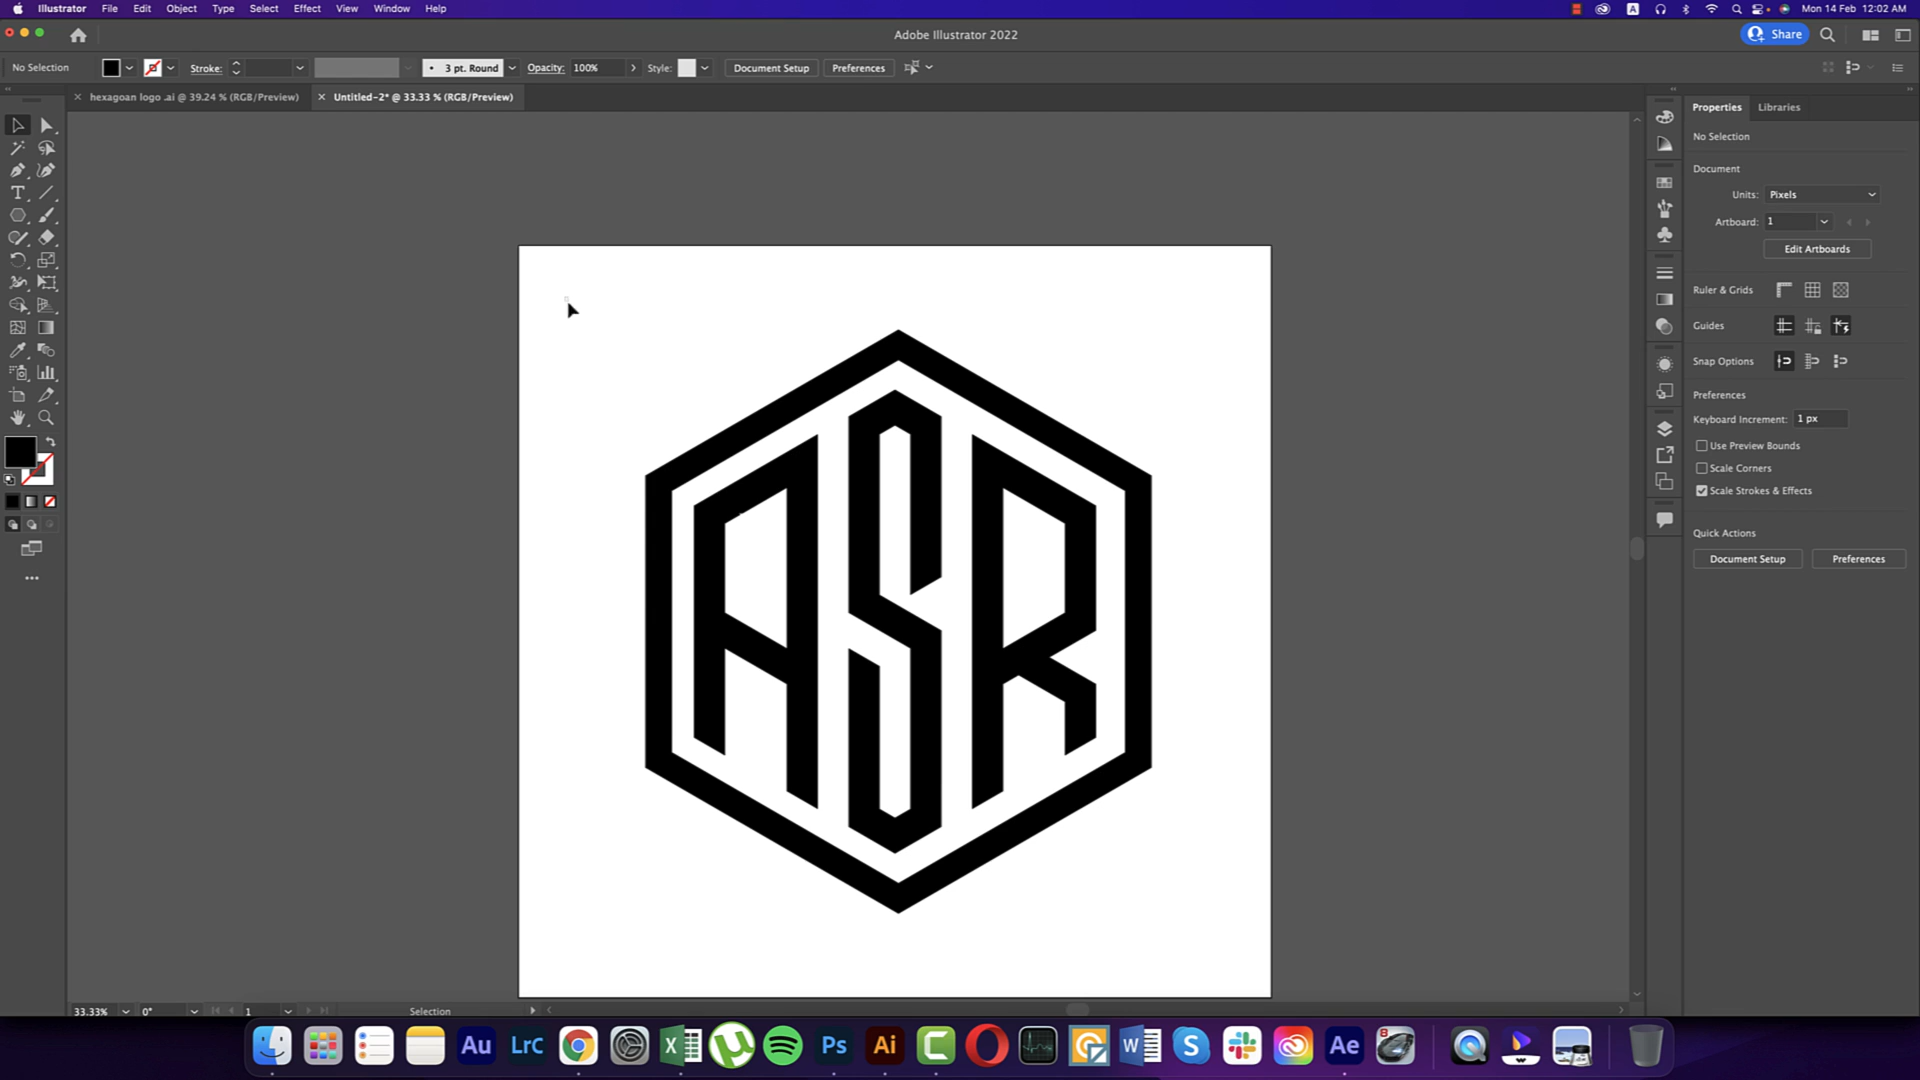 Illustrator File Edit Object Type Select Effect View Window Help A Mon 14 Feb 12:02 AM
Adobe Illustrator 2022
Share
No Selection Stroke: 3 pt. Round Opacity: 100% Style: Document Setup Preferences
hexagoan logo .ai @ 39.24 % (RGB/Preview) Untitled-2* @ 33.33 % (RGB/Preview)
Properties Libraries
No Selection
Document
Units: Pixels
Artboard: 1
Edit Artboards
Ruler & Grids
Guides
Snap Options
Preferences
Keyboard Increment: 1 px
Use Preview Bounds
Scale Corners
Scale Strokes & Effects
Quick Actions
Document Setup Preferences
ASR
33.33% 0° 1 Selection
Au LrC X Ps Ai C W S Ae 8